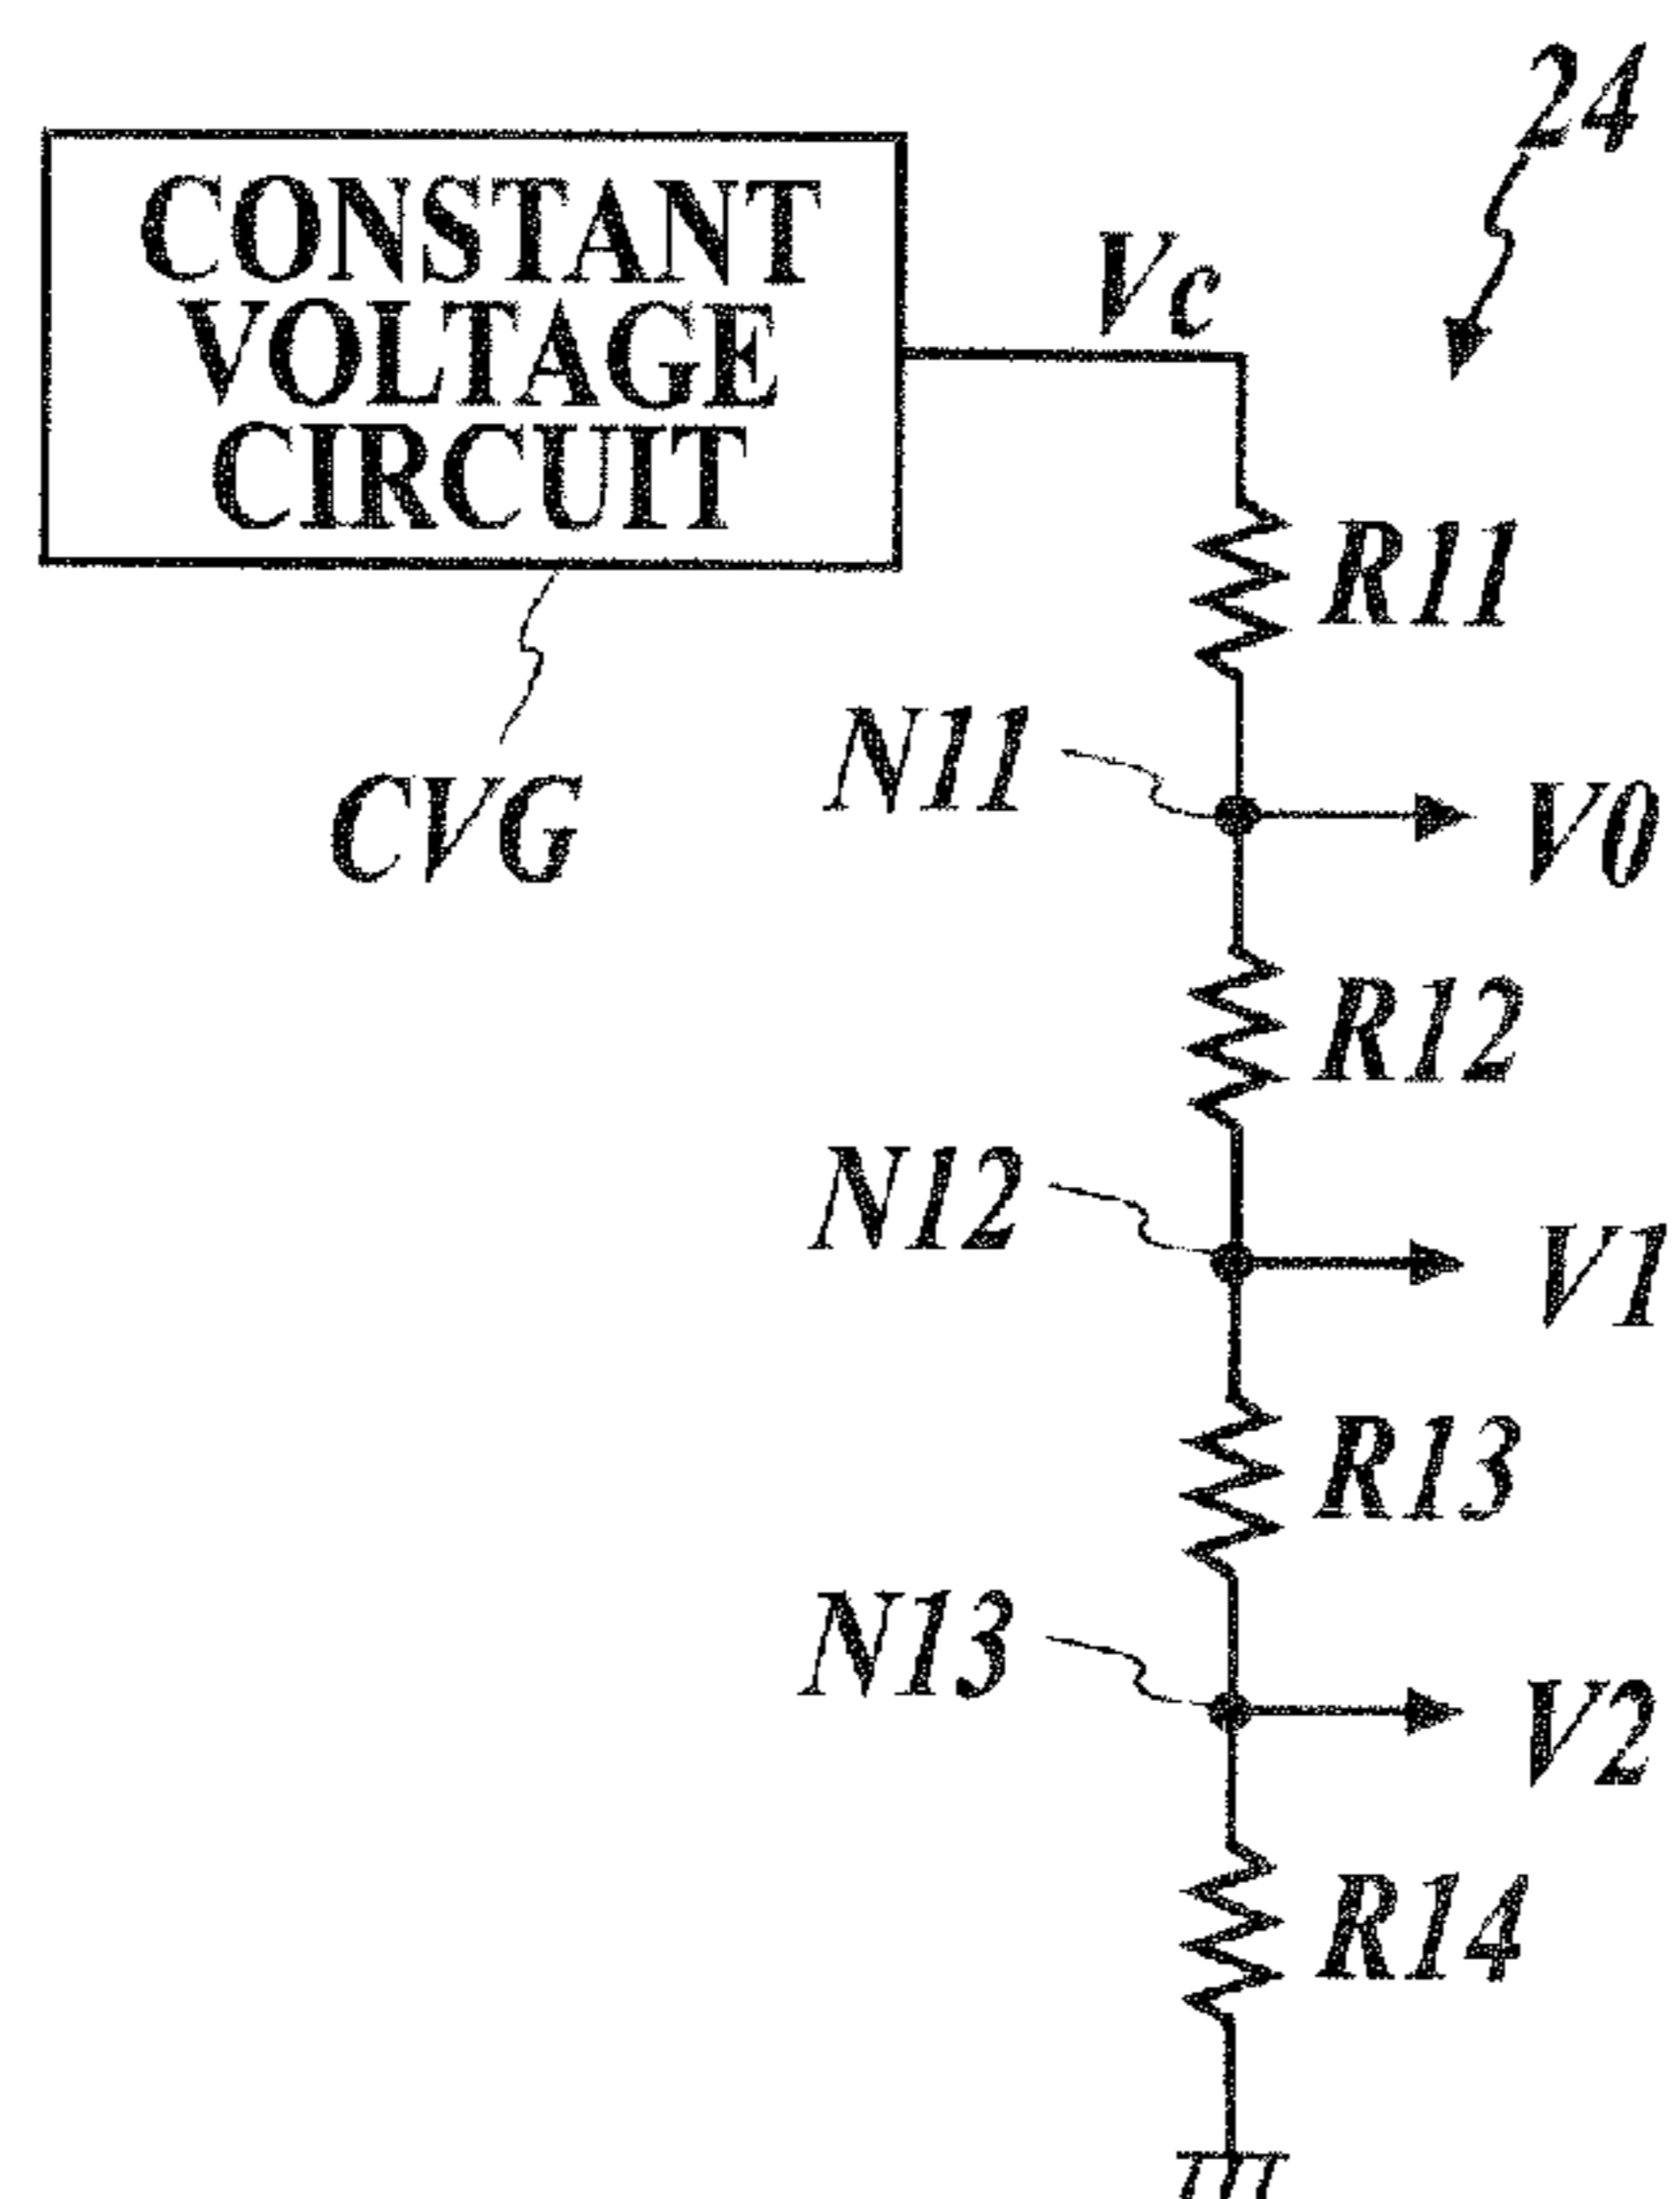 24
CONSTANT
VOLTAGE
CIRCUIT
Vc
R11
N11
CVG
V0
R12
N12
V1
R13
N13
V2
R14